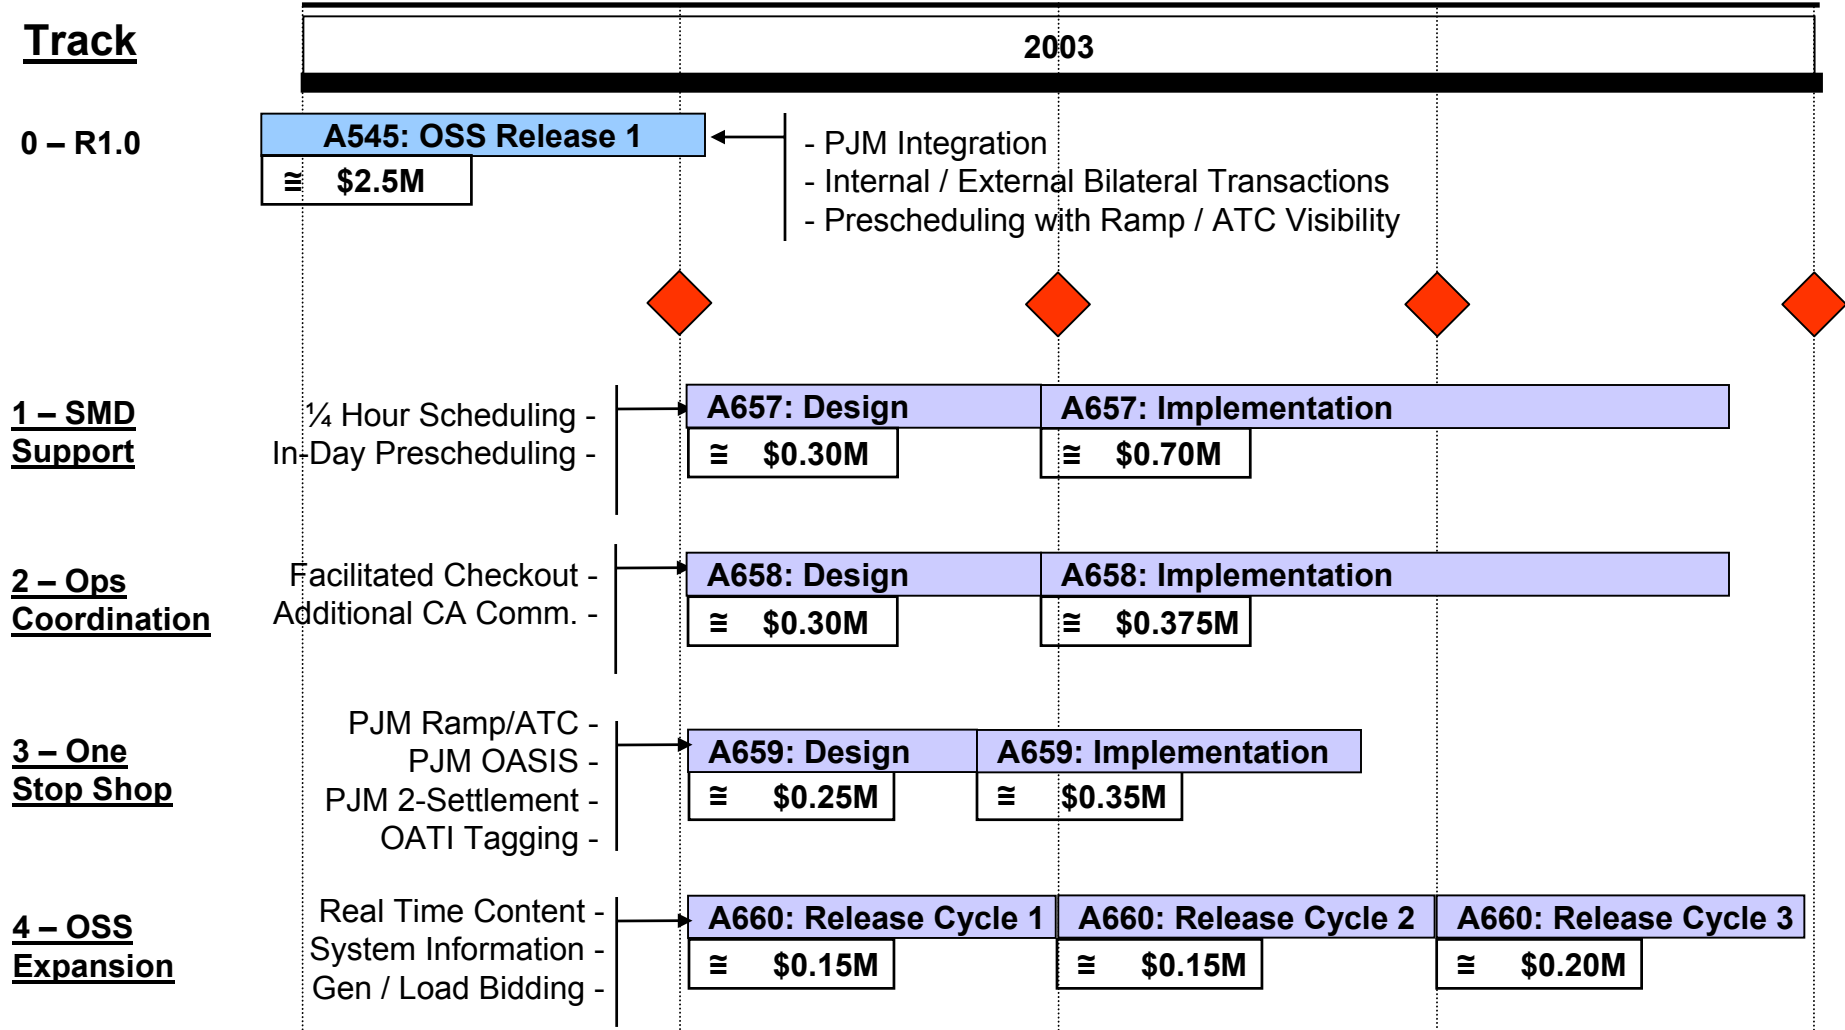 Track
2003
0 – R1.0
A545: OSS Release 1
≅ $2.5M
- PJM Integration
- Internal / External Bilateral Transactions
- Prescheduling with Ramp / ATC Visibility
1 – SMD
Support
¼ Hour Scheduling -
In-Day Prescheduling -
A657: Design
≅ $0.30M
A657: Implementation
≅ $0.70M
2 – Ops
Coordination
Facilitated Checkout -
Additional CA Comm. -
A658: Design
≅ $0.30M
A658: Implementation
≅ $0.375M
3 – One
Stop Shop
PJM Ramp/ATC -
PJM OASIS -
PJM 2-Settlement -
OATI Tagging -
A659: Design
≅ $0.25M
A659: Implementation
≅ $0.35M
4 – OSS
Expansion
Real Time Content -
System Information -
Gen / Load Bidding -
A660: Release Cycle 1
≅ $0.15M
A660: Release Cycle 2
≅ $0.15M
A660: Release Cycle 3
≅ $0.20M